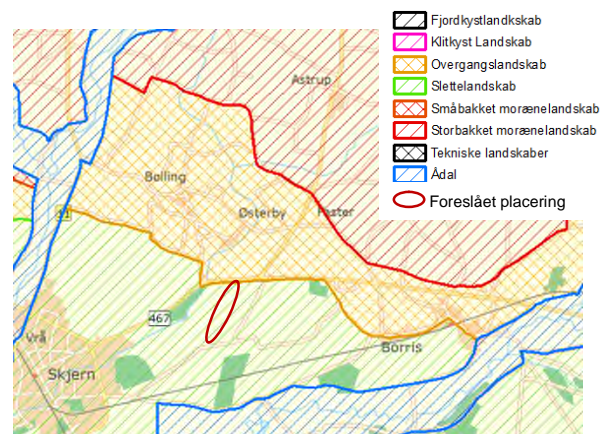 Fjordkystlandkskab
Klitkyst Landskab
Overgangslandskab
Slettelandskab
Småbakket morænelandskab
Storbakket morænelandskab
Tekniske landskaber
Ådal
Foreslået placering
Astrup
Bølling
Østerby
Faster
11
467
Vrå
Borris
Skjern